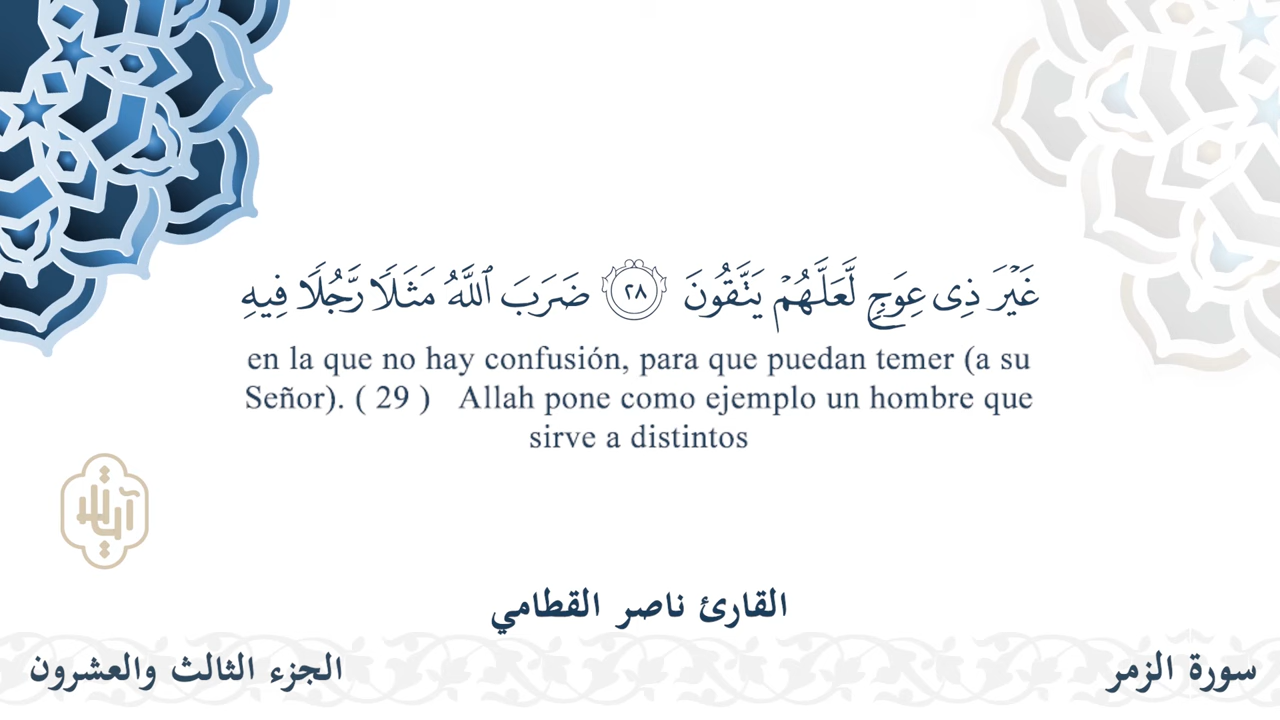 غَيْرَ ذِى عِوَجٍ لَّعَلَّهُمْ يَتَّقُونَ ٢٨ ضَرَبَ ٱللَّهُ مَثَلًا رَّجُلًا فِيهِ
en la que no hay confusión, para que puedan temer (a su
Señor). ( 29 ) Allah pone como ejemplo un hombre que
sirve a distintos
آيات
القارئ ناصر القطامي
سورة الزمر
الجزء الثالث والعشرون